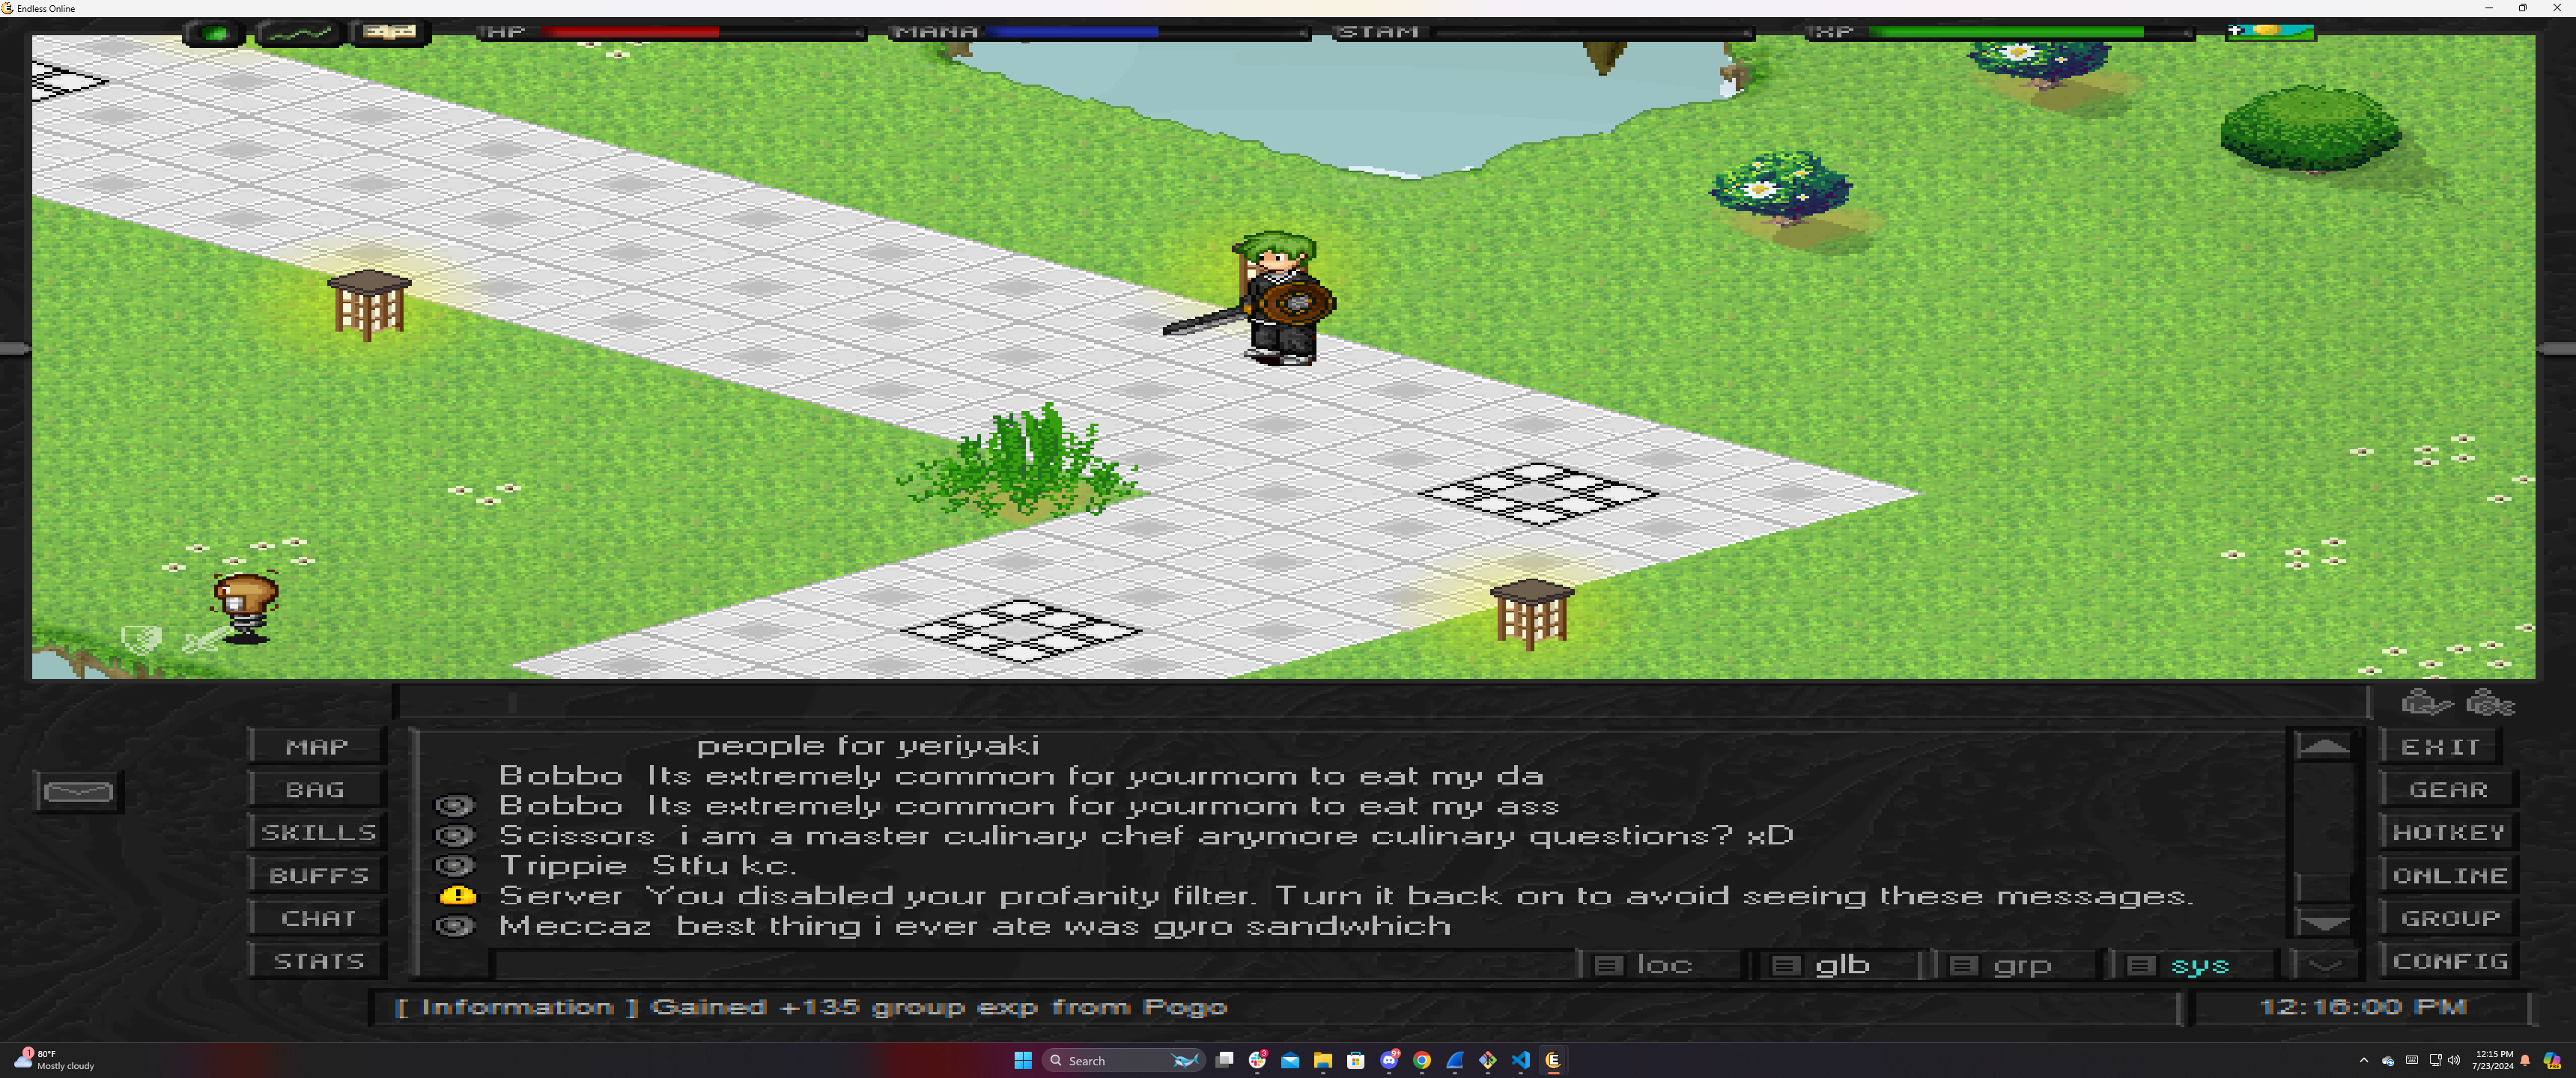 Endless Online
HP
MANA
STAM
XP
MAP
BAG
SKILLS
BUFFS
CHAT
STATS
people for yeriyaki
Bobbo Its extremely common for yourmom to eat my da
Bobbo Its extremely common for yourmom to eat my ass
Scissors i am a master culinary chef anymore culinary questions? xD
Trippie Stfu kc.
Server You disabled your profanity filter. Turn it back on to avoid seeing these messages.
Meccaz best thing i ever ate was gyro sandwhich
loc
glb
grp
sys
EXIT
GEAR
HOTKEY
ONLINE
GROUP
CONFIG
[ Information ] Gained +135 group exp from Pogo
12:16:00 PM
1
80°F
Mostly cloudy
Search
3
9+
12:15 PM
7/23/2024